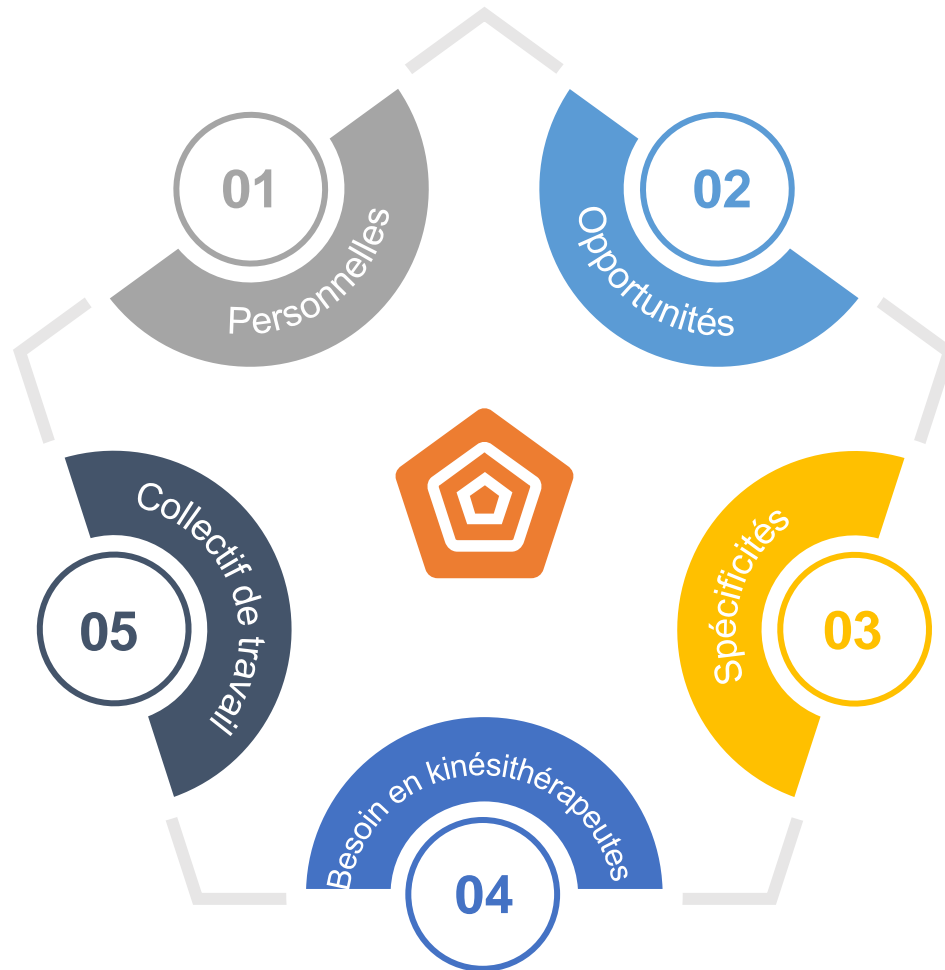 01
Personnelles
02
Opportunités
03
Spécificités
04
Besoin en kinésithérapeutes
05
Collectif de travail